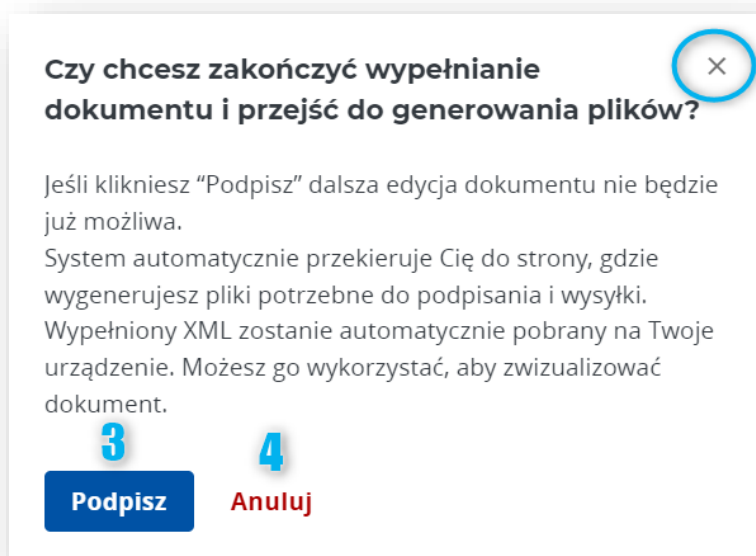 Czy chcesz zakończyć wypełnianie
dokumentu i przejść do generowania plików?
Jeśli klikniesz “Podpisz” dalsza edycja dokumentu nie będzie
już możliwa.
System automatycznie przekieruje Cię do strony, gdzie
wygenerujesz pliki potrzebne do podpisania i wysyłki.
Wypełniony XML zostanie automatycznie pobrany na Twoje
urządzenie. Możesz go wykorzystać, aby zwizualizować
dokument.
3 4
Podpisz Anuluj